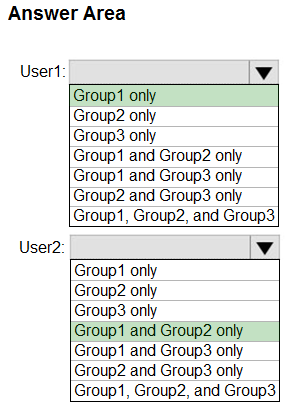 Answer Area
User1:
Group1 only
Group2 only
Group3 only
Group1 and Group2 only
Group1 and Group3 only
Group2 and Group3 only
Group1, Group2, and Group3
User2:
Group1 only
Group2 only
Group3 only
Group1 and Group2 only
Group1 and Group3 only
Group2 and Group3 only
Group1, Group2, and Group3